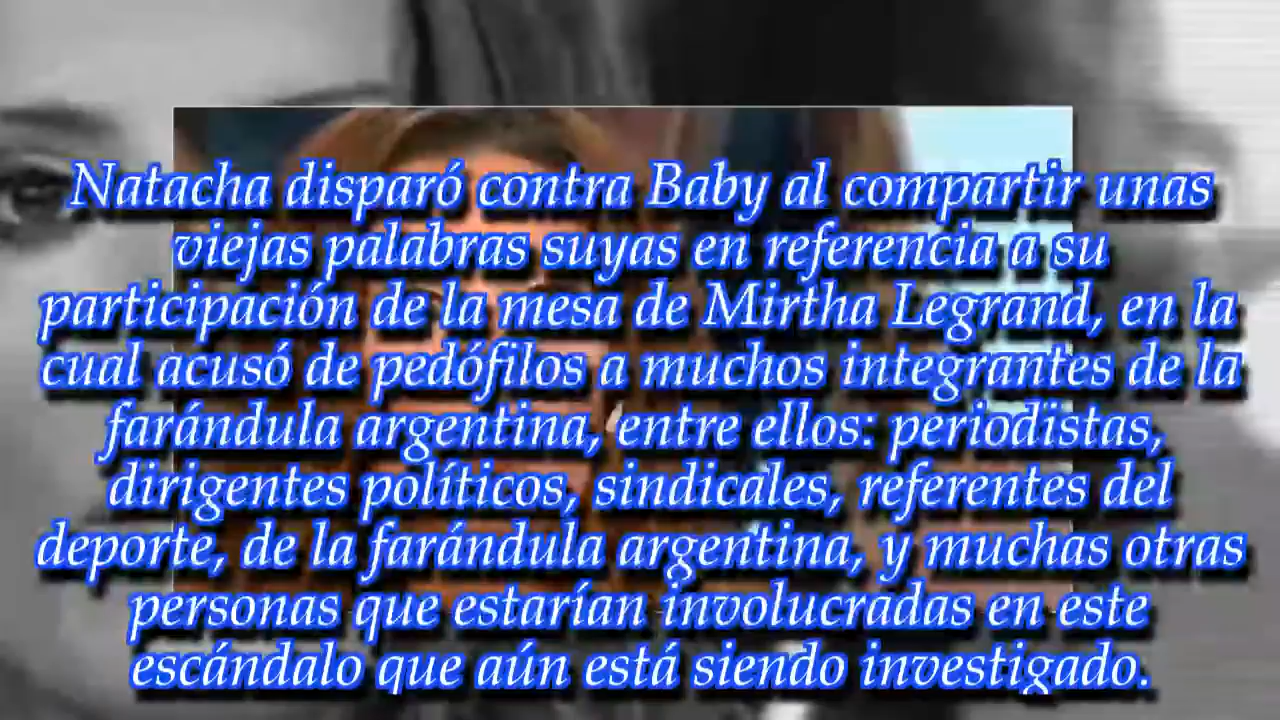 Natacha disparó contra Baby al compartir unas
viejas palabras suyas en referencia a su
participación de la mesa de Mirtha Legrand, en la
cual acusó de pedófilos a muchos integrantes de la
farándula argentina, entre ellos: periodistas,
dirigentes políticos, sindicales, referentes del
deporte, de la farándula argentina, y muchas otras
personas que estarían involucradas en este
escándalo que aún está siendo investigado.